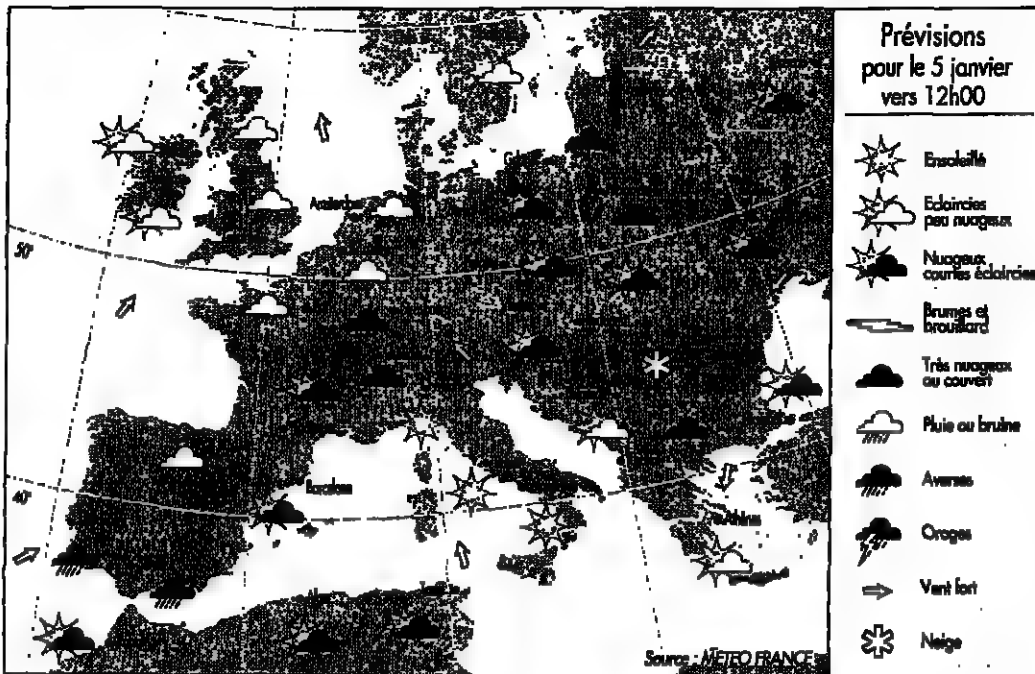 Prévisions
pour le 5 janvier
vers 12h00
Ensoleillé
Eclaircies
peu nuageux
Nuageux
courtes éclaircies
Brumes et
brouillard
Très nuageux
ou couvert
Pluie ou bruine
Averses
Orages
Vent fort
Neige
50°
Amsterdam
40°
Barcelone
Athènes
Source : METEO FRANCE